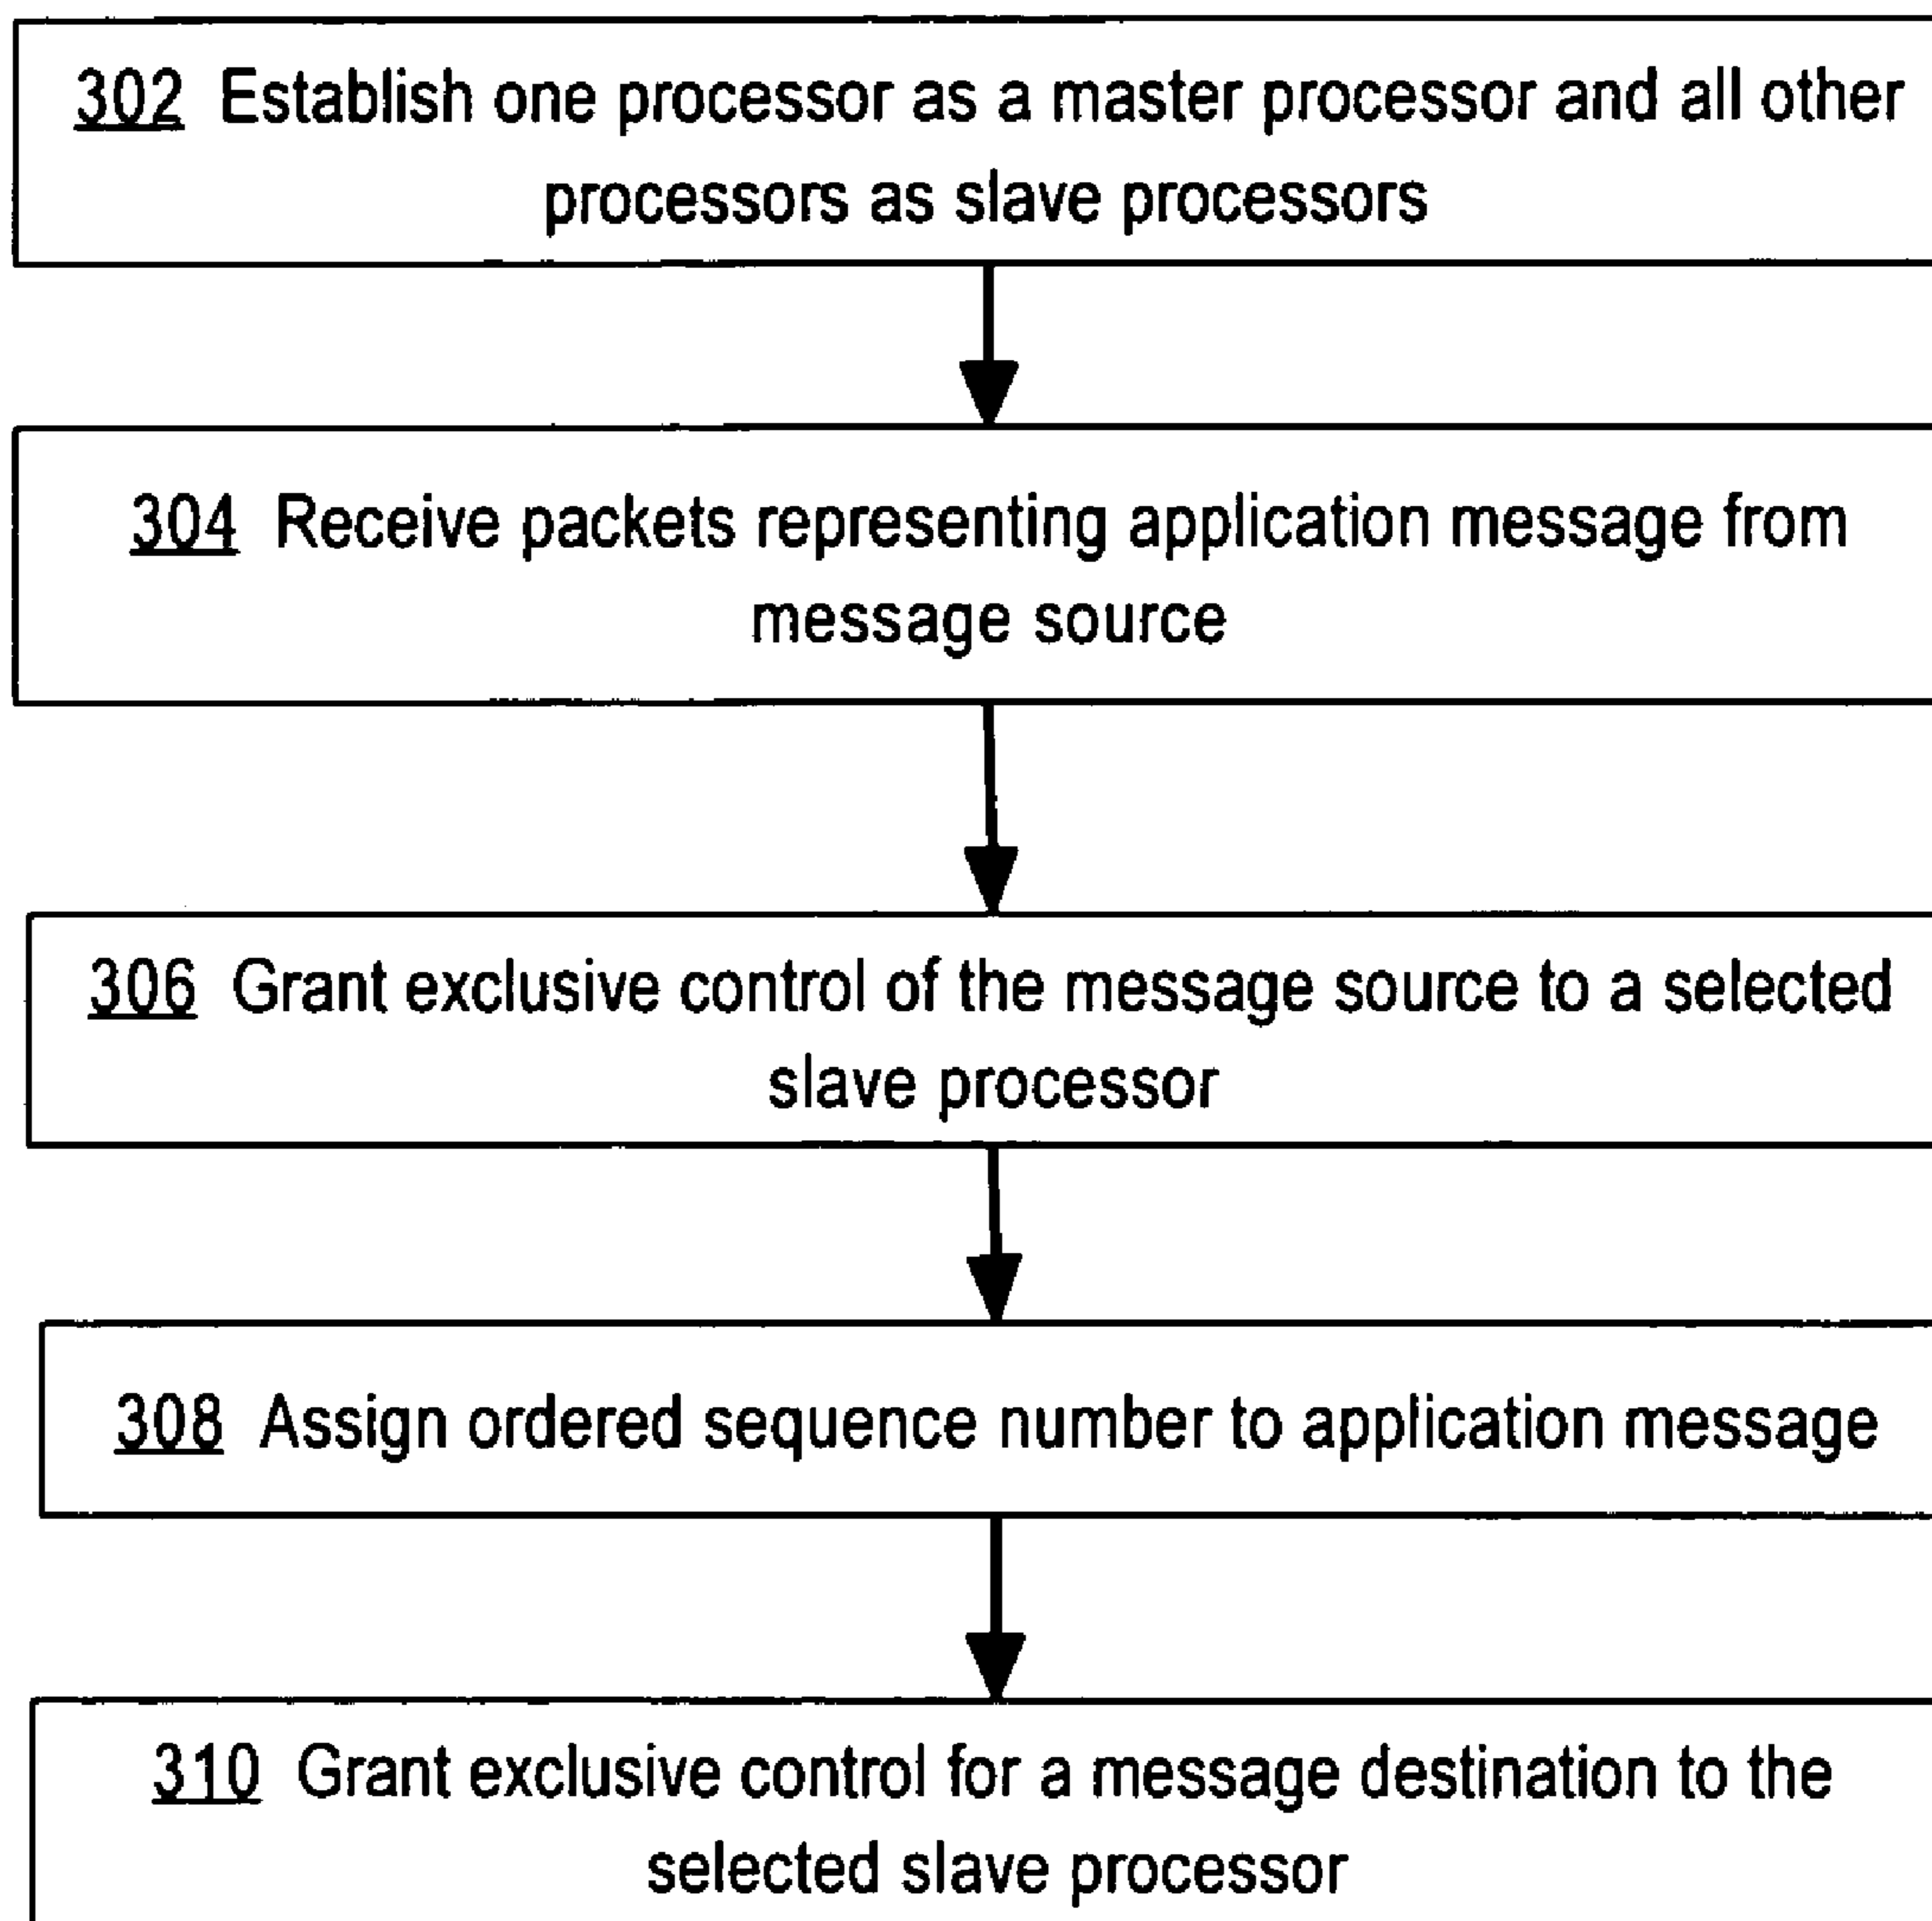 302 Establish one processor as a master processor and all other
processors as slave processors
304 Receive packets representing application message from
message source
306 Grant exclusive control of the message source to a selected
slave processor
308 Assign ordered sequence number to application message
310 Grant exclusive control for a message destination to the
selected slave processor